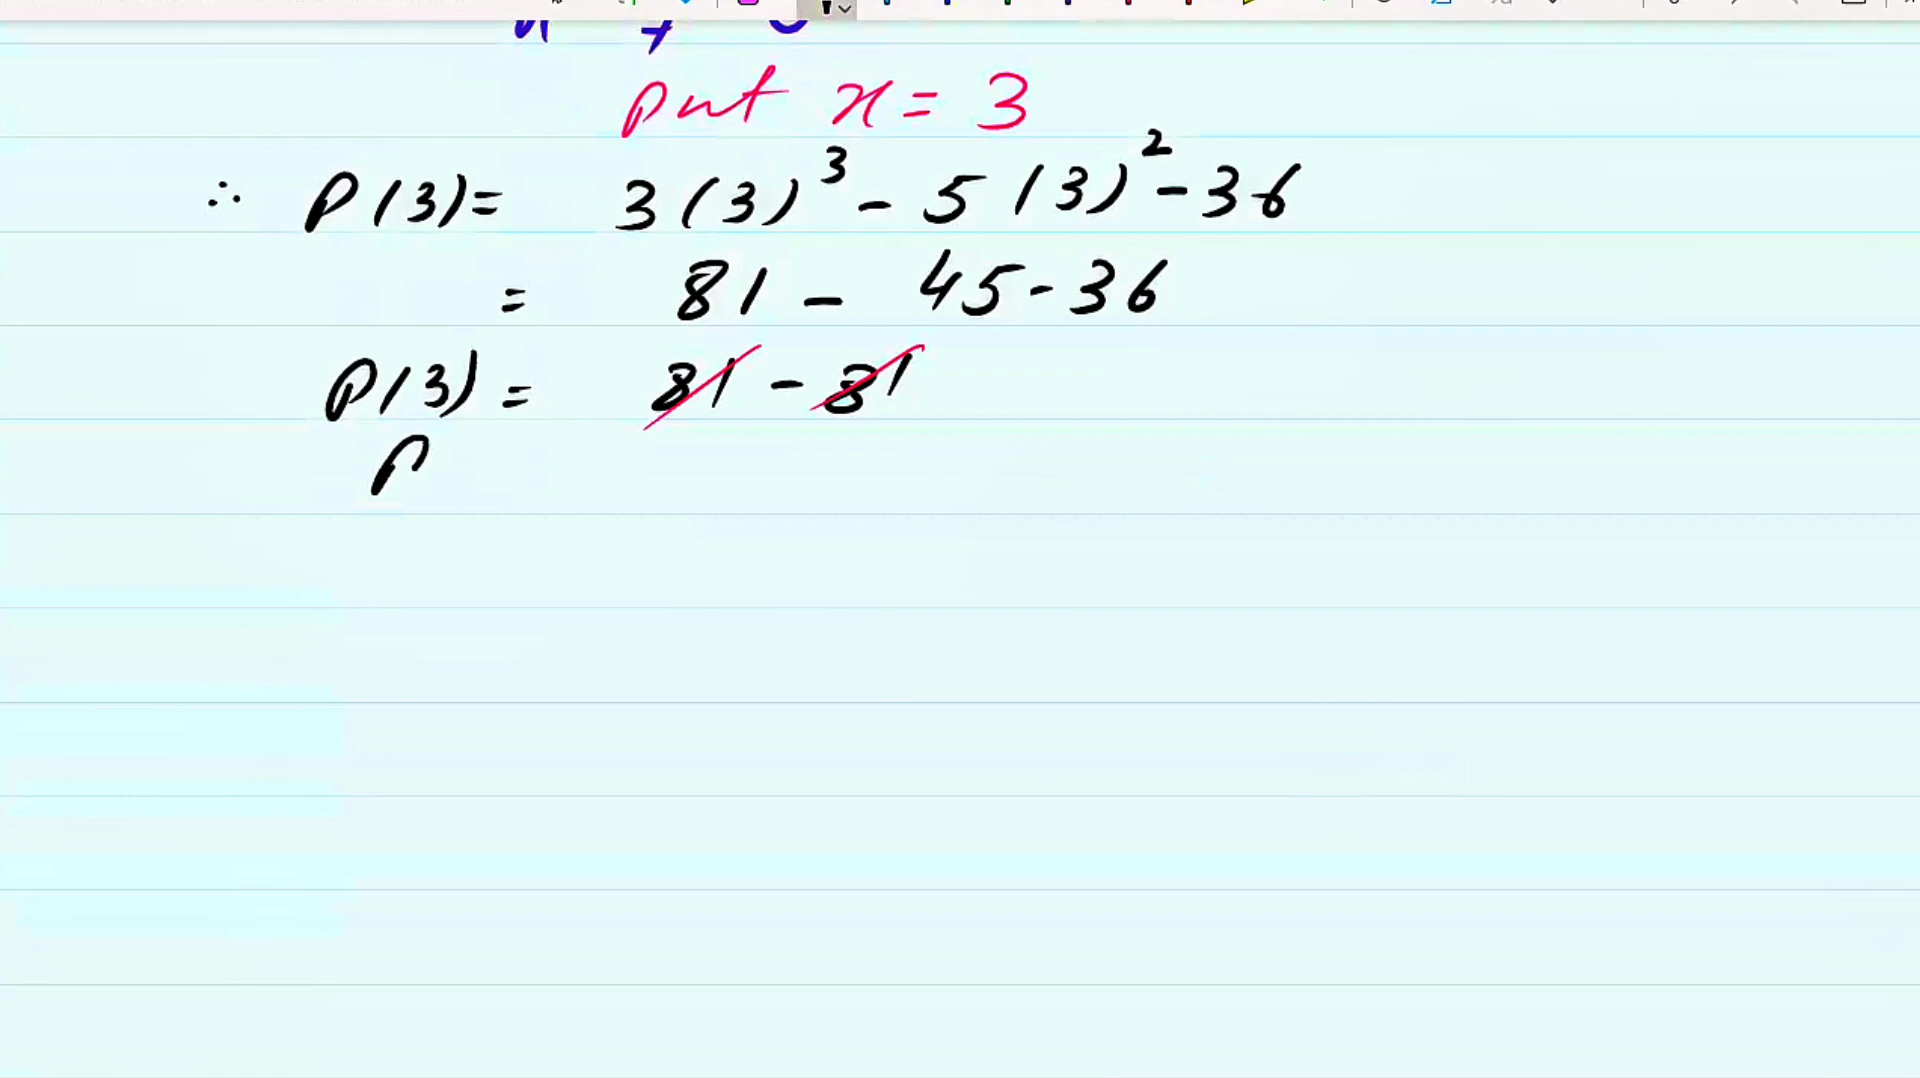 put x = 3
∴ P(3) = 3(3)³ - 5(3)² - 36
= 81 - 45 - 36
P(3) = 81 - 81
P